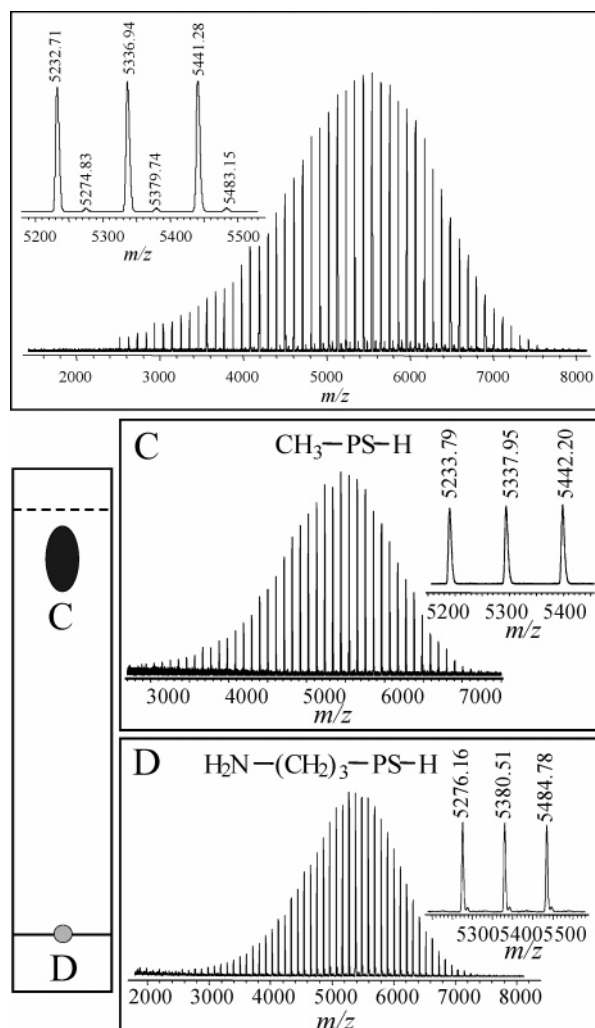 5232.71
5274.83
5336.94
5379.74
5441.28
5483.15
5200 5300 5400 5500
m/z
2000 3000 4000 5000 6000 7000 8000
m/z
C
CH₃—PS—H
5233.79
5337.95
5442.20
5200 5300 5400
m/z
3000 4000 5000 6000 7000
m/z
C
D
H₂N—(CH₂)₃—PS—H
5276.16
5380.51
5484.78
5300 5400 5500
m/z
2000 3000 4000 5000 6000 7000 8000
m/z
D